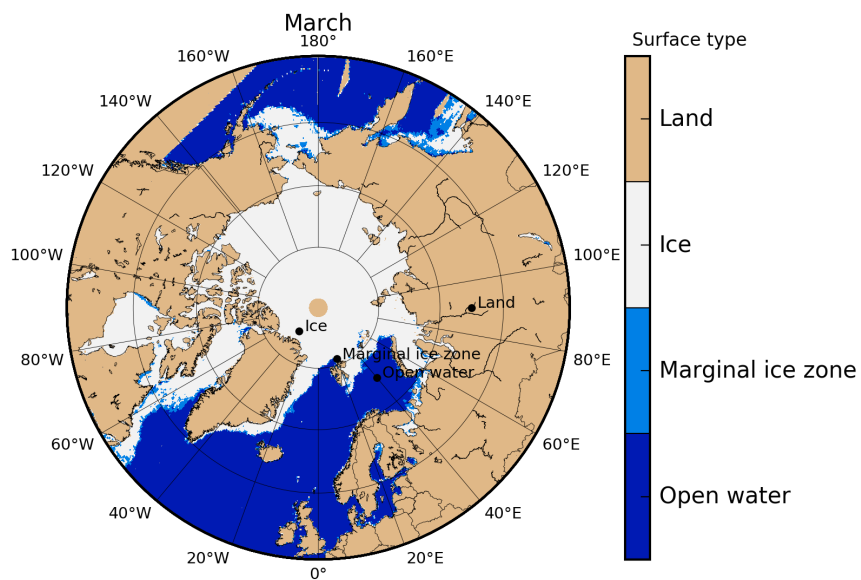 March
Surface type
180°
160°W
160°E
140°W
140°E
Land
120°W
120°E
Ice
100°W
100°E
Land
Ice
Marginal ice zone
80°W
80°E
Open water
Marginal ice zone
60°W
60°E
Open water
40°W
40°E
20°W
20°E
0°